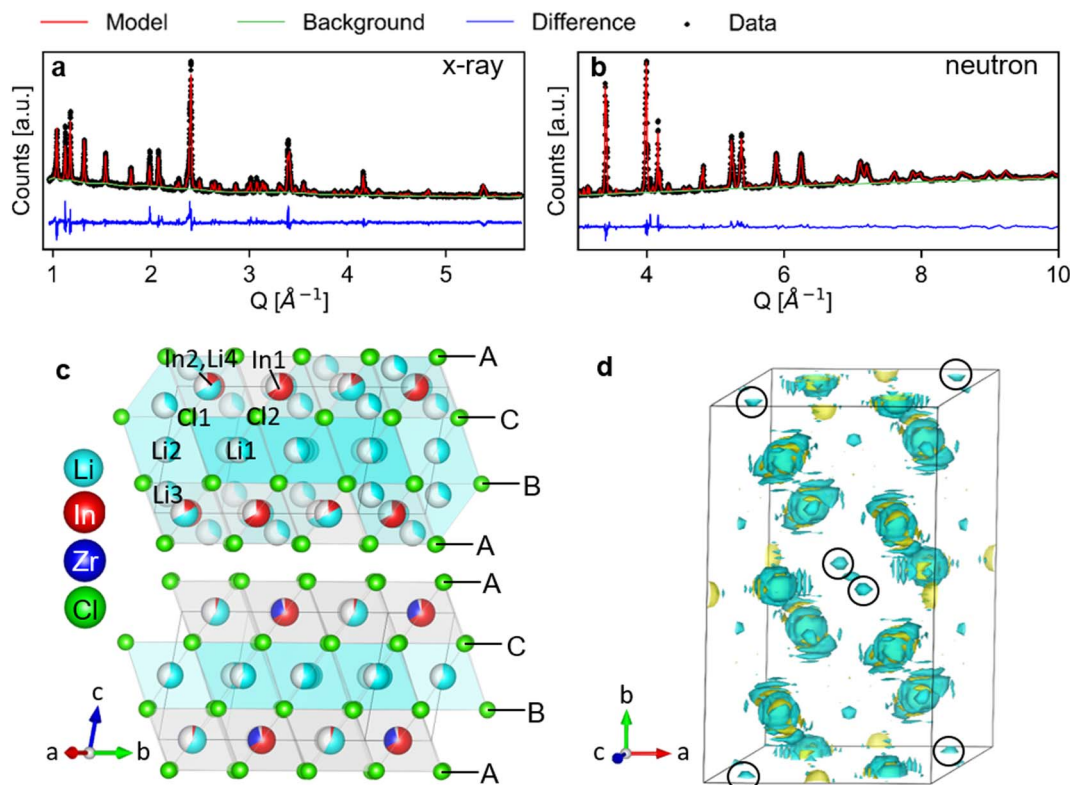 Model Background Difference Data
a x-ray
Counts [a.u.]
1 2 3 4 5
Q [Å⁻¹]
b neutron
Counts [a.u.]
4 6 8 10
Q [Å⁻¹]
c
In2,Li4 In1
A
Cl1 Cl2
C
Li2 Li1
Li3
B
A
Li
In
Zr
Cl
A
C
B
A
c
a b
d
b
c a